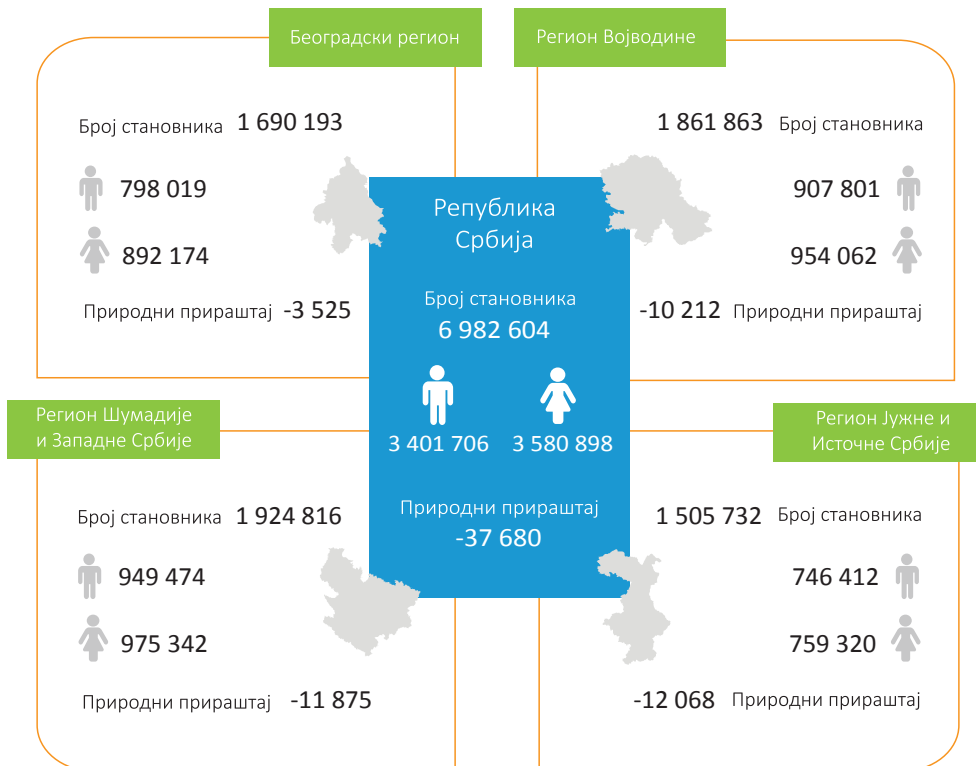 Београдски регион
Број становника 1 690 193
798 019
892 174
Природни прираштај -3 525
Регион Војводине
1 861 863 Број становника
907 801
954 062
-10 212 Природни прираштај
Република
Србија
Број становника
6 982 604
3 401 706 3 580 898
Природни прираштај
-37 680
Регион Шумадије
и Западне Србије
Број становника 1 924 816
949 474
975 342
Природни прираштај -11 875
Регион Јужне и
Источне Србије
1 505 732 Број становника
746 412
759 320
-12 068 Природни прираштај